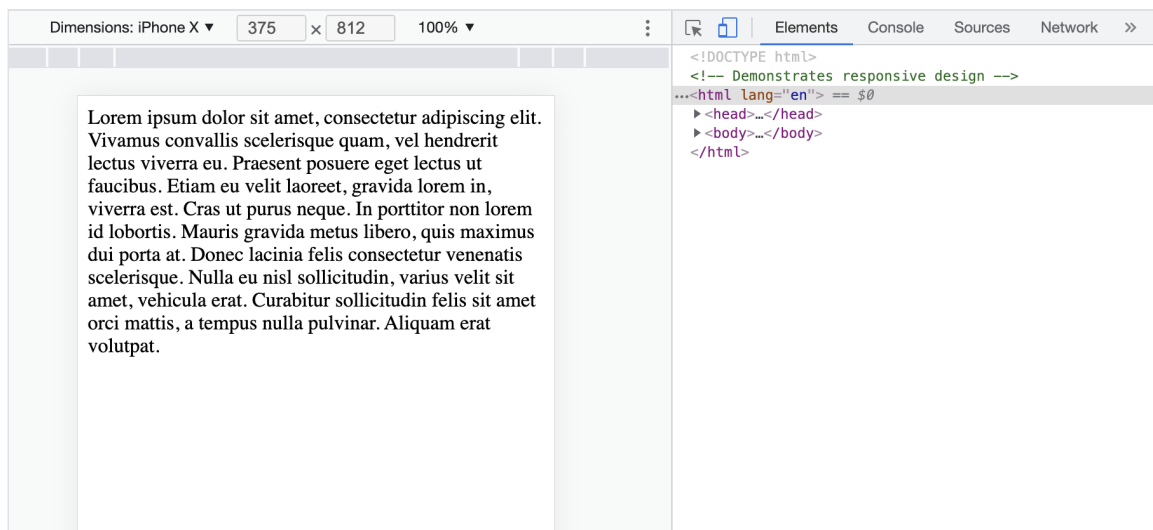 Dimensions: iPhone X ▼ 375 × 812 100% ▼
Elements Console Sources Network »
Lorem ipsum dolor sit amet, consectetur adipiscing elit.
Vivamus convallis scelerisque quam, vel hendrerit
lectus viverra eu. Praesent posuere eget lectus ut
faucibus. Etiam eu velit laoreet, gravida lorem in,
viverra est. Cras ut purus neque. In porttitor non lorem
id lobortis. Mauris gravida metus libero, quis maximus
dui porta at. Donec lacinia felis consectetur venenatis
scelerisque. Nulla eu nisl sollicitudin, varius velit sit
amet, vehicula erat. Curabitur sollicitudin felis sit amet
orci mattis, a tempus nulla pulvinar. Aliquam erat
volutpat.
<!DOCTYPE html>
<!-- Demonstrates responsive design -->
…<html lang="en"> == $0
▶<head>…</head>
▶<body>…</body>
</html>